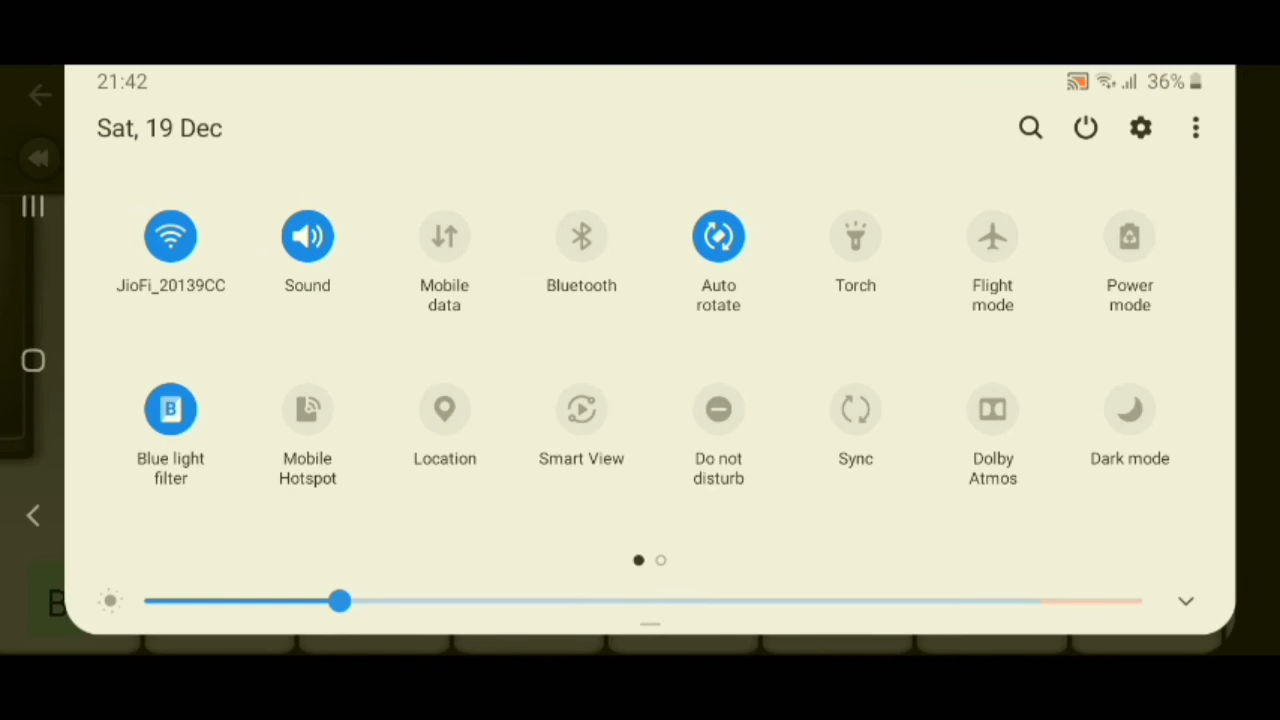 21:42
36%
Sat, 19 Dec
JioFi_20139CC
Sound
Mobile
data
Bluetooth
Auto
rotate
Torch
Flight
mode
Power
mode
B
Blue light
filter
Mobile
Hotspot
Location
Smart View
Do not
disturb
Sync
Dolby
Atmos
Dark mode
B